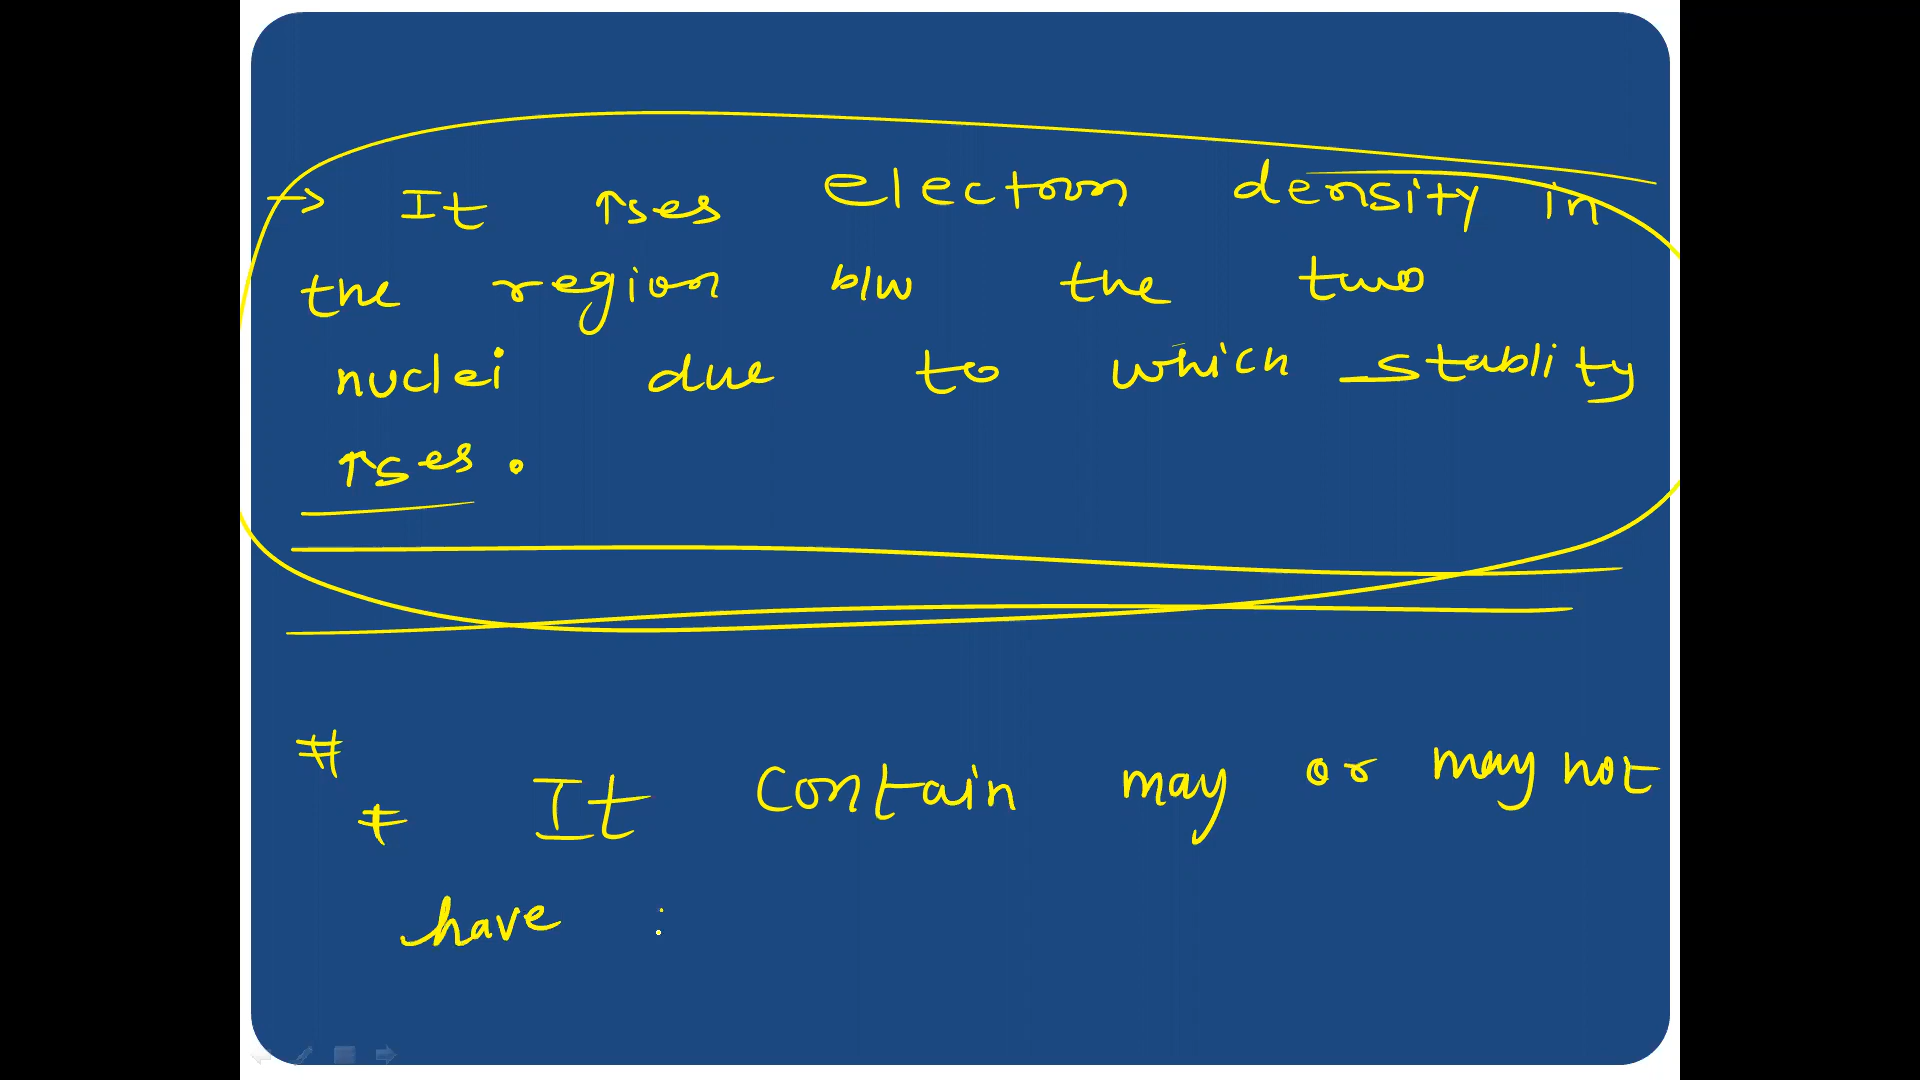 → It ↑ses electron density in
the region b/w the two
nuclei due to which stablity
↑ses.
# It contain may or may not
have :